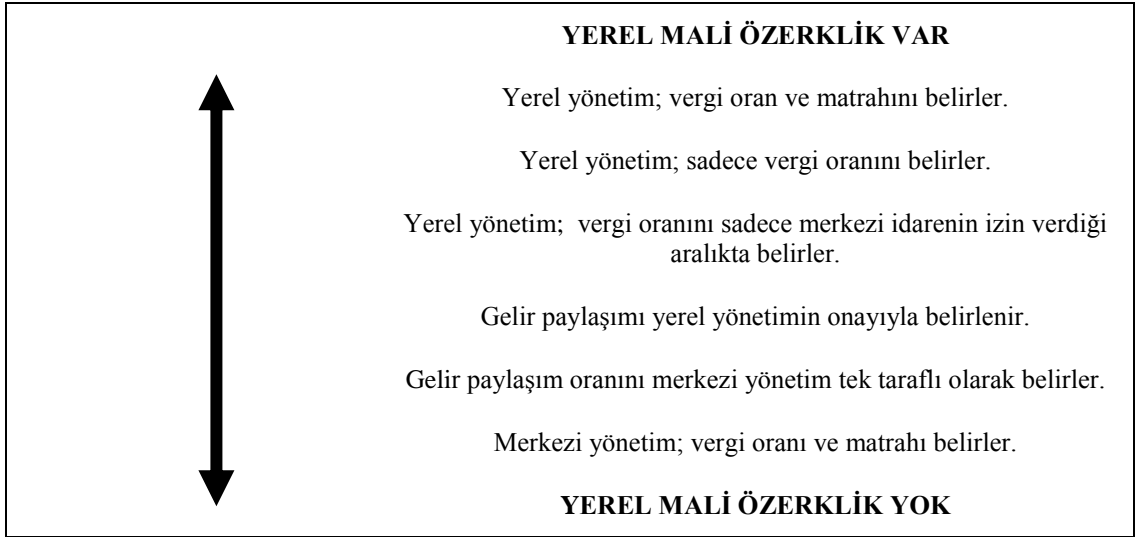 YEREL MALİ ÖZERKLİK VAR
Yerel yönetim; vergi oran ve matrahını belirler.
Yerel yönetim; sadece vergi oranını belirler.
Yerel yönetim;  vergi oranını sadece merkezi idarenin izin verdiği
aralıkta belirler.
Gelir paylaşımı yerel yönetimin onayıyla belirlenir.
Gelir paylaşım oranını merkezi yönetim tek taraflı olarak belirler.
Merkezi yönetim; vergi oranı ve matrahı belirler.
YEREL MALİ ÖZERKLİK YOK